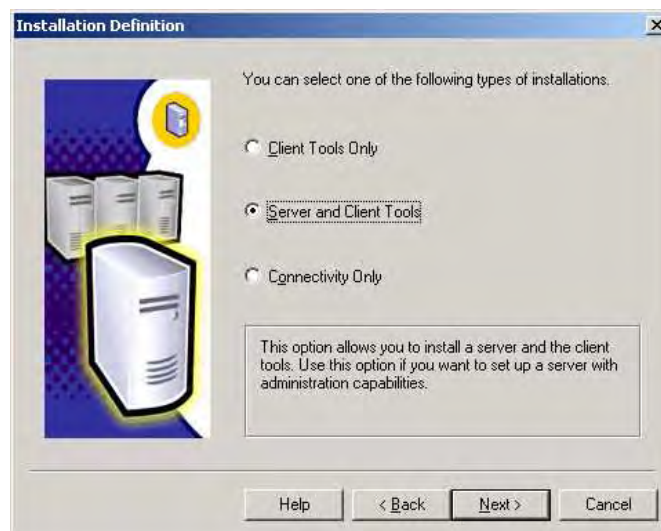 Installation Definition
You can select one of the following types of installations.
Client Tools Only
Server and Client Tools
Connectivity Only
This option allows you to install a server and the client
tools. Use this option if you want to set up a server with
administration capabilities.
Help
< Back
Next >
Cancel